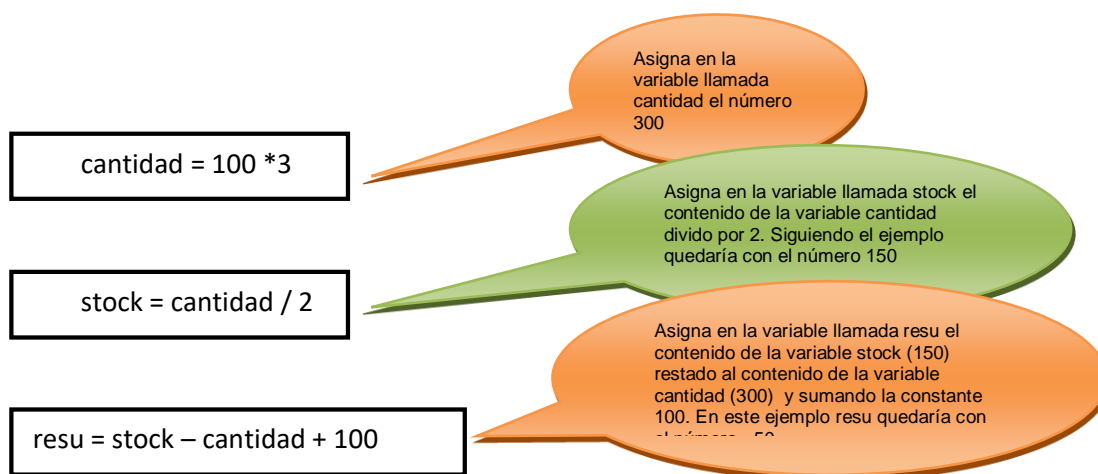 Asigna en la
variable llamada
cantidad el número
300
cantidad = 100 *3
Asigna en la variable llamada stock el
contenido de la variable cantidad
divido por 2. Siguiendo el ejemplo
quedaría con el número 150
stock = cantidad / 2
Asigna en la variable llamada resu el
contenido de la variable stock (150)
restado al contenido de la variable
cantidad (300) y sumando la constante
100. En este ejemplo resu quedaría con
el número - 50
resu = stock – cantidad + 100